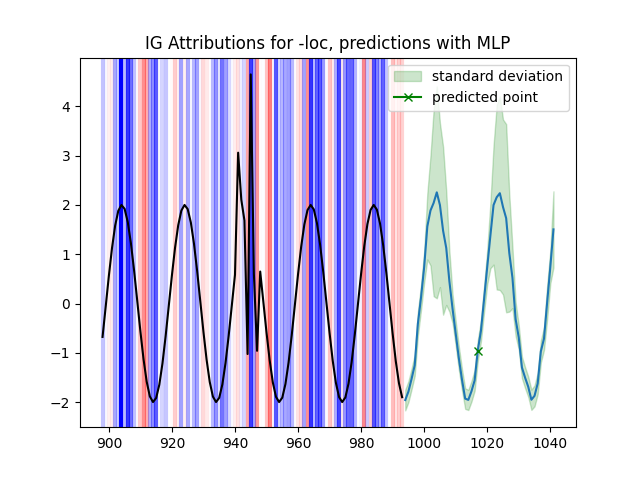 IG Attributions for -loc, predictions with MLP
standard deviation
predicted point
4
3
2
1
0
−1
−2
900 920 940 960 980 1000 1020 1040